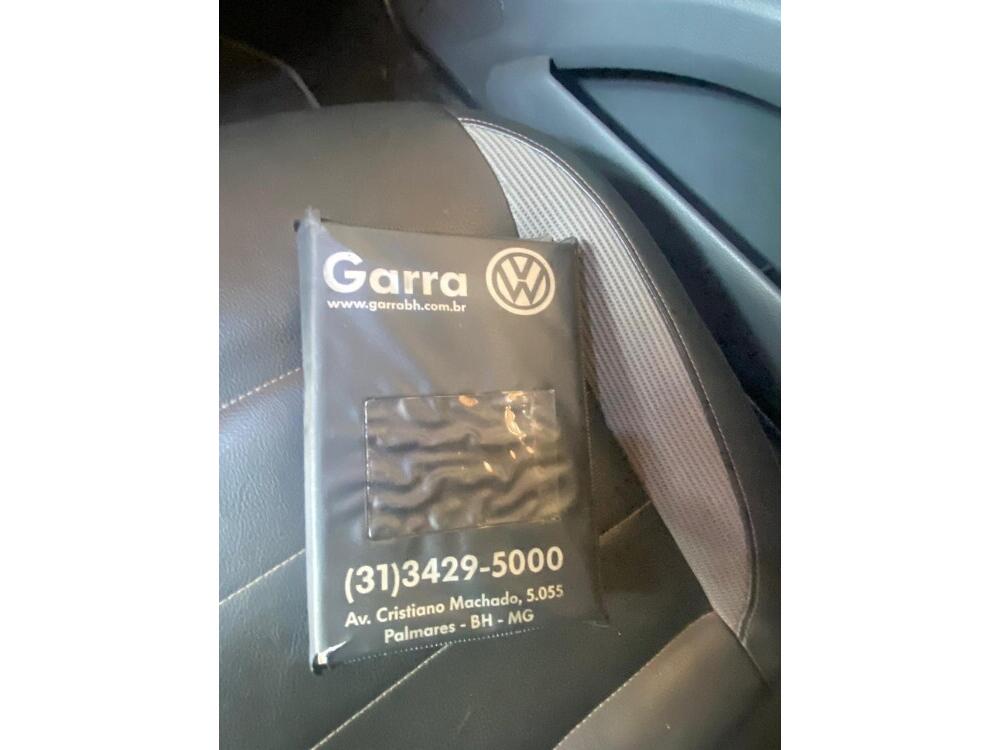 Garra
www.garrabh.com.br
(31)3429-5000
Av. Cristiano Machado, 5.055
Palmares - BH - MG